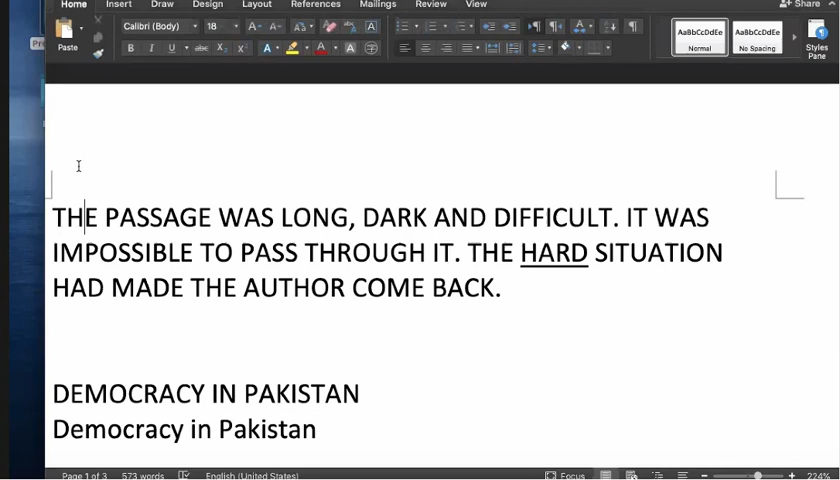 Home Insert Draw Design Layout References Mailings Review View Share
Calibri (Body) 18
Paste
B I U abc X₂ X² A A A
AaBbCcDdEe AaBbCcDdEe
Normal No Spacing Styles Pane
THE PASSAGE WAS LONG, DARK AND DIFFICULT. IT WAS
IMPOSSIBLE TO PASS THROUGH IT. THE HARD SITUATION
HAD MADE THE AUTHOR COME BACK.
DEMOCRACY IN PAKISTAN
Democracy in Pakistan
Page 1 of 3 573 words English (United States) Focus 224%